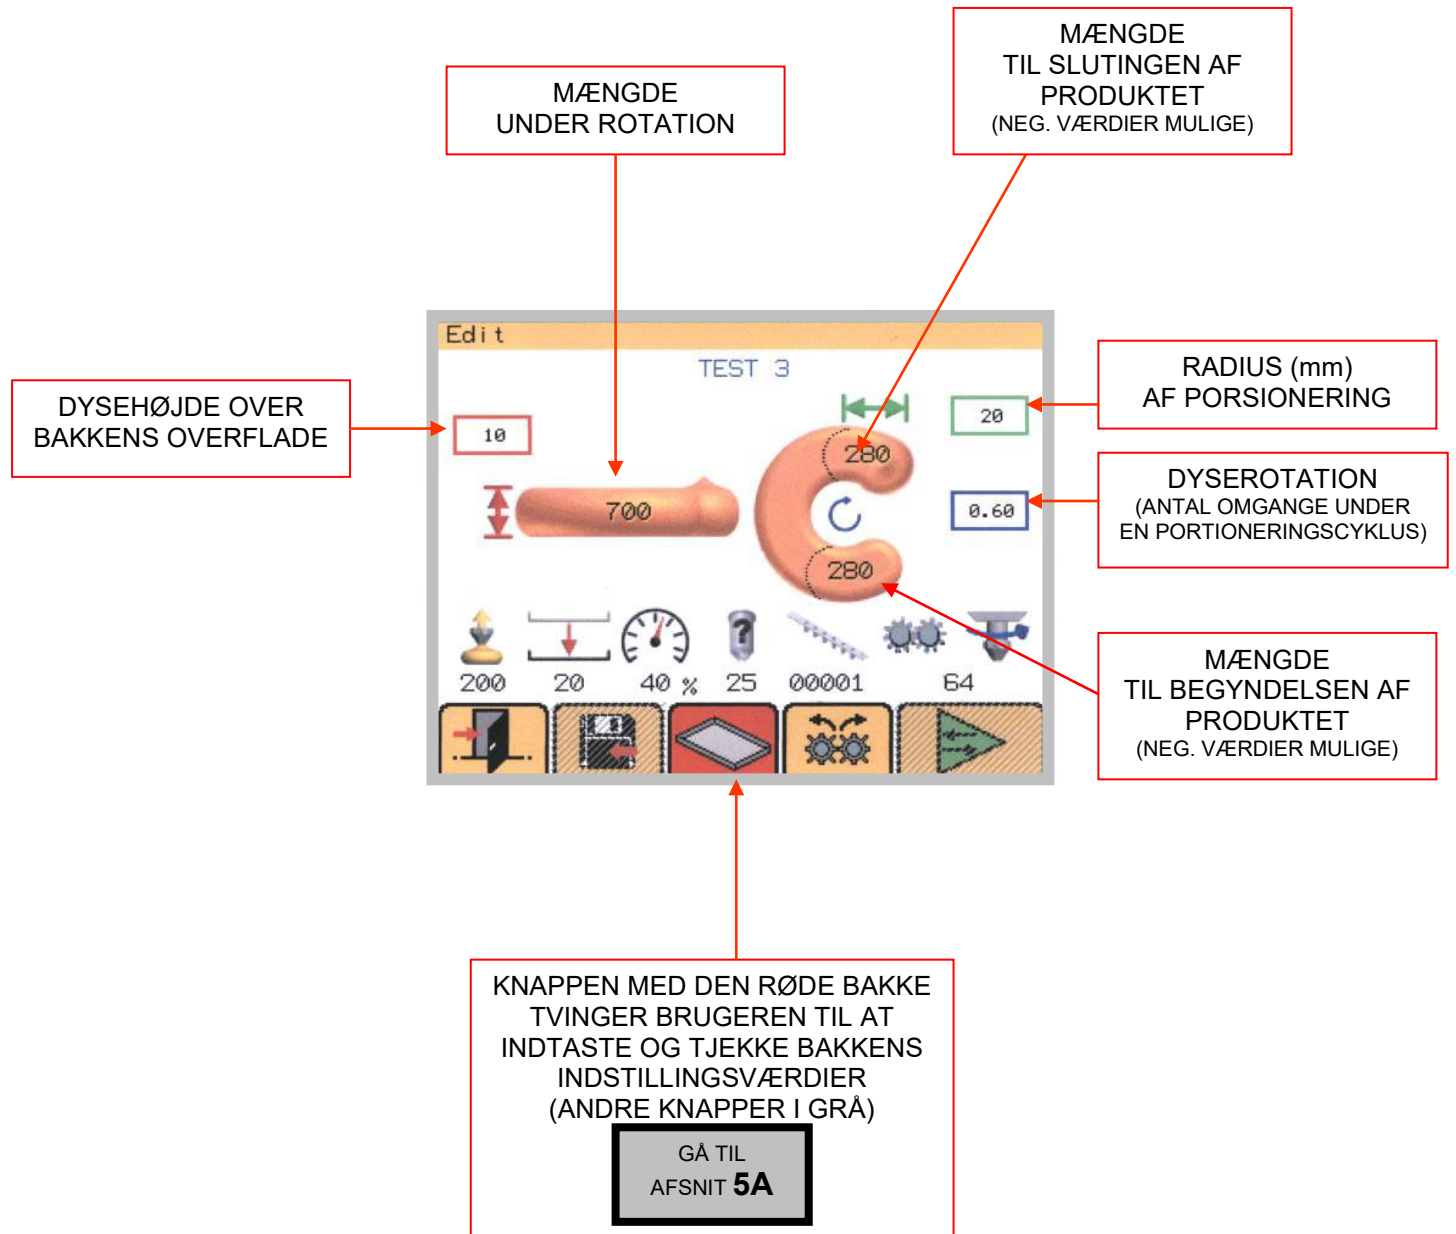 MÆNGDE
TIL SLUTINGEN AF
PRODUKTET
(NEG. VÆRDIER MULIGE)
MÆNGDE
UNDER ROTATION
DYSEHØJDE OVER
BAKKENS OVERFLADE
Edit
TEST 3
10
700
280
280
20
0.60
200 20 40 % 25 00001 64
RADIUS (mm)
AF PORSIONERING
DYSEROTATION
(ANTAL OMGANGE UNDER
EN PORTIONERINGSCYKLUS)
MÆNGDE
TIL BEGYNDELSEN AF
PRODUKTET
(NEG. VÆRDIER MULIGE)
KNAPPEN MED DEN RØDE BAKKE
TVINGER BRUGEREN TIL AT
INDTASTE OG TJEKKE BAKKENS
INDSTILLINGSVÆRDIER
(ANDRE KNAPPER I GRÅ)
GÅ TIL
AFSNIT 5A